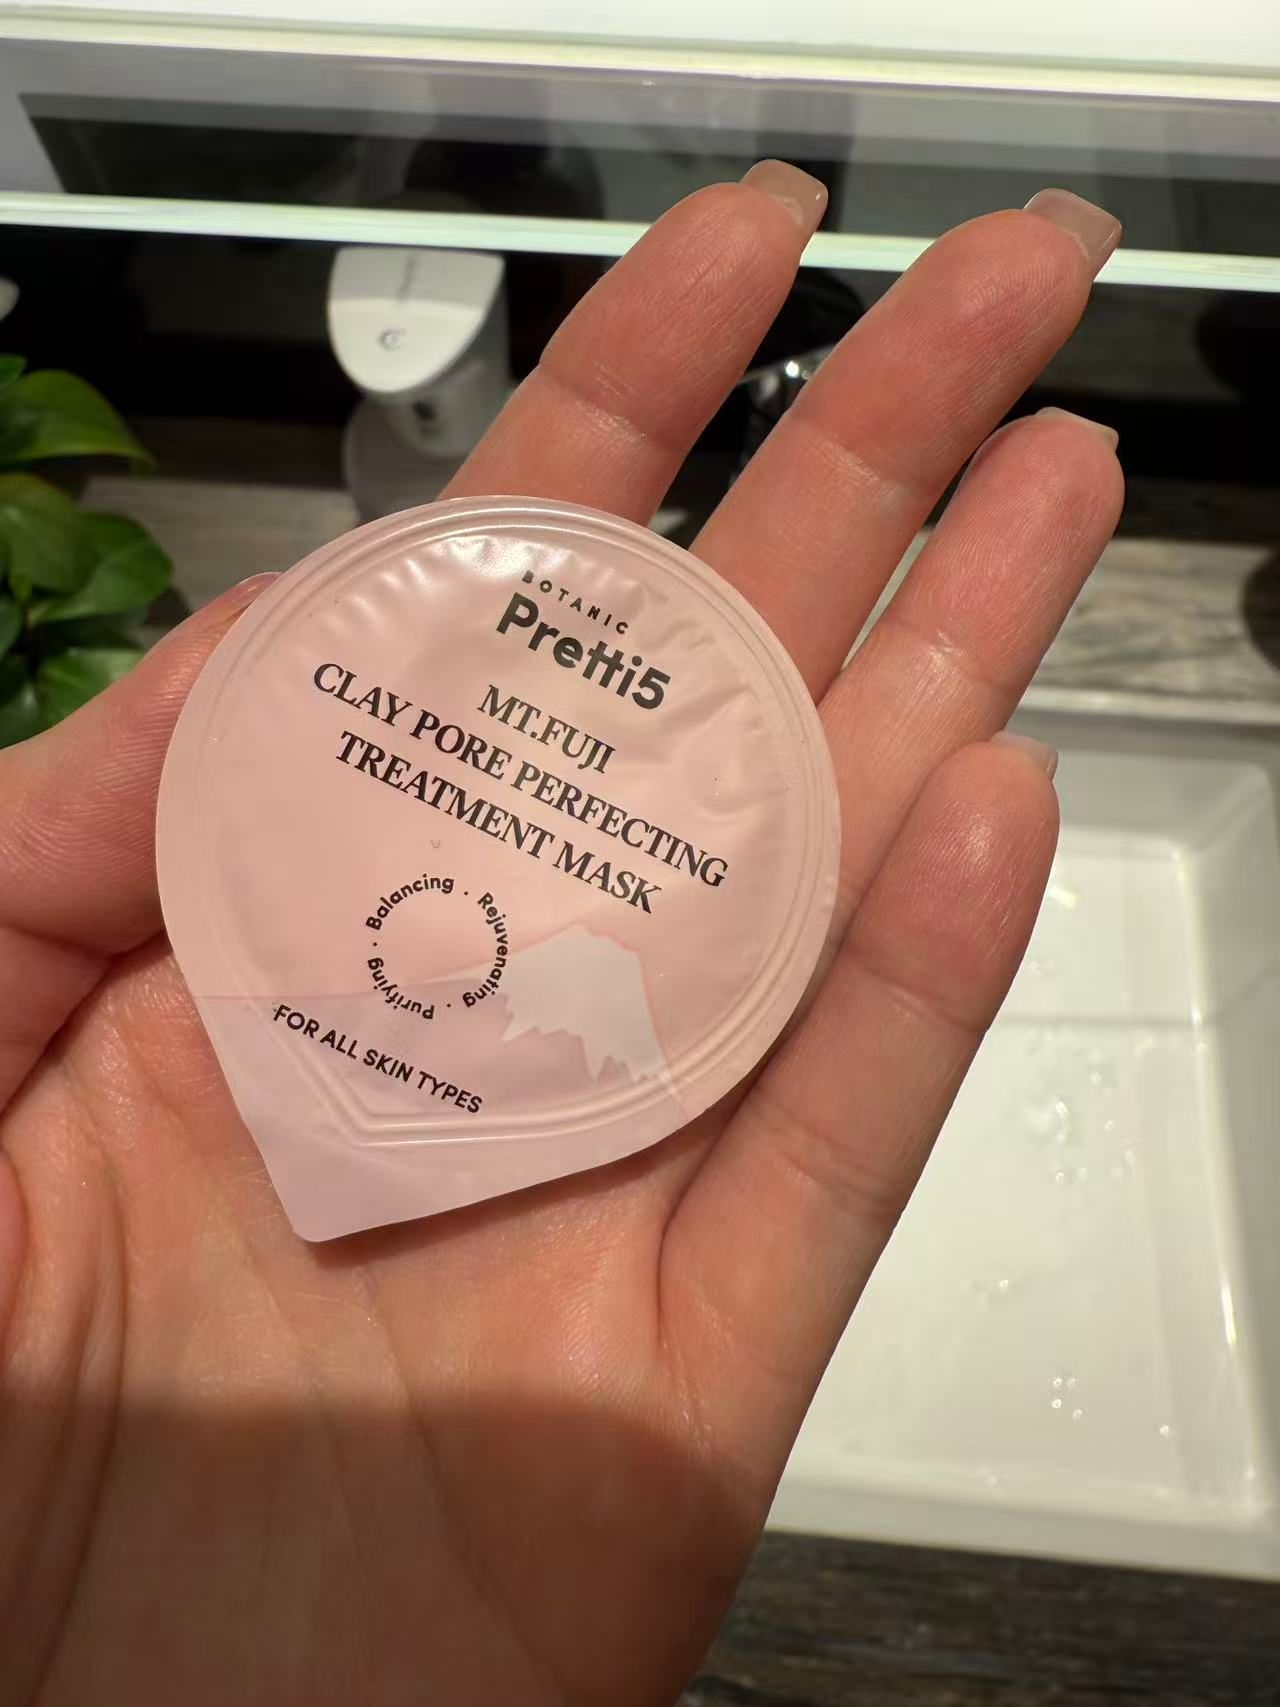 BOTANIC
Pretti5
MT.FUJI
CLAY PORE PERFECTING
TREATMENT MASK
Balancing · Rejuvenating · Purifying ·
FOR ALL SKIN TYPES